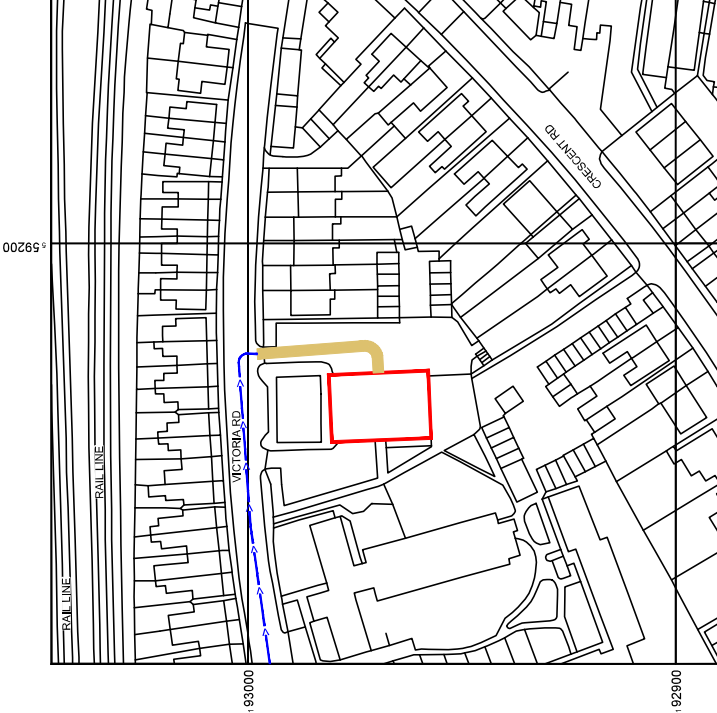 CRESCENT RD
59200
VICTORIA RD
RAIL LINE
RAIL LINE
193000
192900